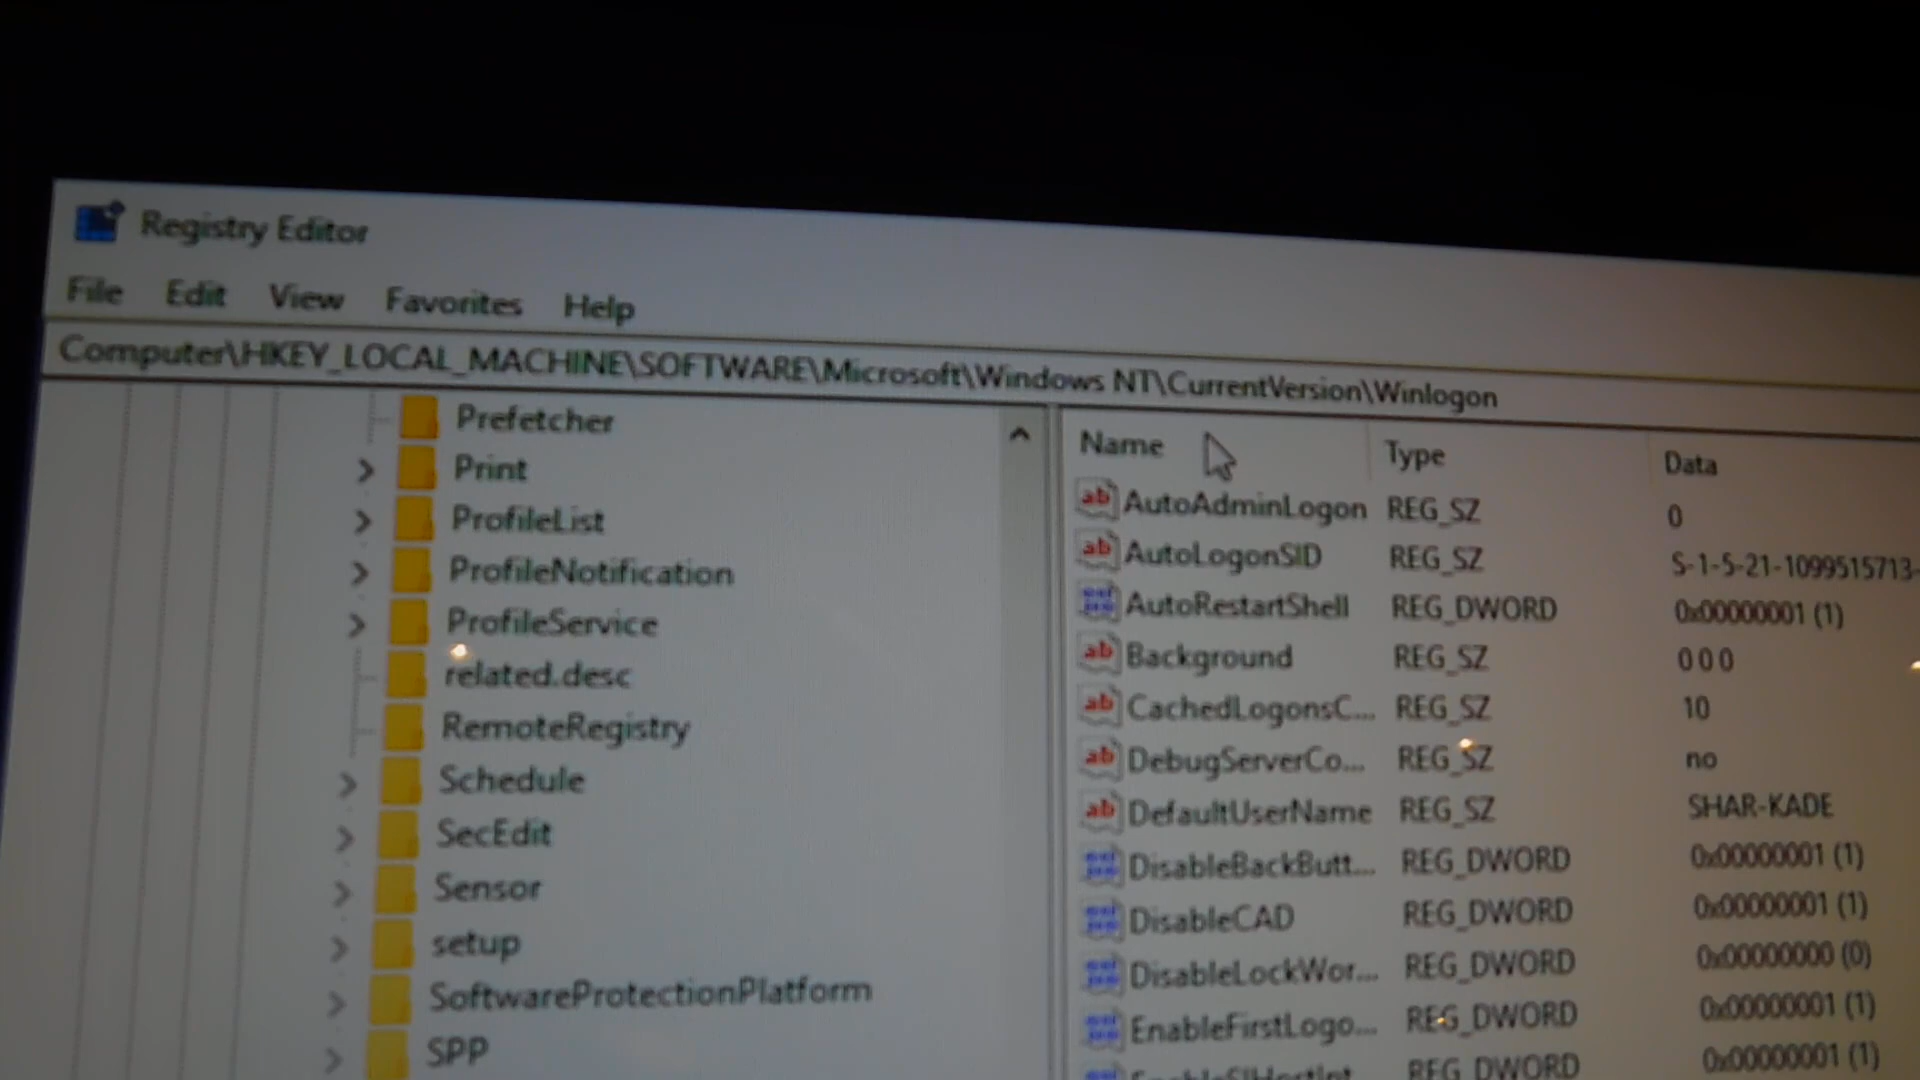 Registry Editor
File Edit View Favorites Help
Computer\HKEY_LOCAL_MACHINE\SOFTWARE\Microsoft\Windows NT\CurrentVersion\Winlogon
Prefetcher
Print
ProfileList
ProfileNotification
ProfileService
related.desc
RemoteRegistry
Schedule
SecEdit
Sensor
setup
SoftwareProtectionPlatform
SPP
Name Type Data
AutoAdminLogon REG_SZ 0
AutoLogonSID REG_SZ S-1-5-21-1099515713-
AutoRestartShell REG_DWORD 0x00000001 (1)
Background REG_SZ 0 0 0
CachedLogonsC... REG_SZ 10
DebugServerCo... REG_SZ no
DefaultUserName REG_SZ SHAR-KADE
DisableBackButt... REG_DWORD 0x00000001 (1)
DisableCAD REG_DWORD 0x00000001 (1)
DisableLockWor... REG_DWORD 0x00000000 (0)
EnableFirstLogo... REG_DWORD 0x00000001 (1)
REG_DWORD 0x00000001 (1)